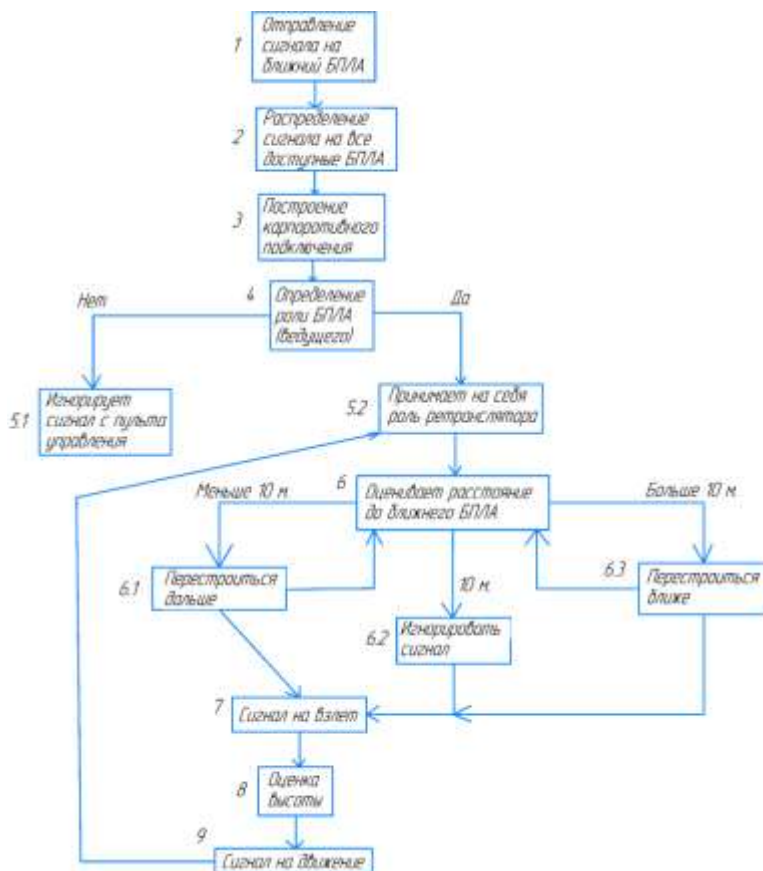 1
Отправление
сигнала на
ближний БПЛА
2
Распределение
сигнала на все
доступные БПЛА
3
Построение
карпоративного
подключения
Нет
4
Определение
роли БПЛА
(ведущего)
Да
5.1
Игнорирует
сигнал с пульта
управления
5.2
Принимает на себя
роль ретранслятора
Меньше 10 м.
6
Оценивает расстояние
до ближнего БПЛА
Больше 10 м.
6.1
Перестроиться
дальше
10 м.
6.3
Перестроиться
ближе
6.2
Игнорировать
сигнал
7
Сигнал на взлет
8
Оценка
высоты
9
Сигнал на движение